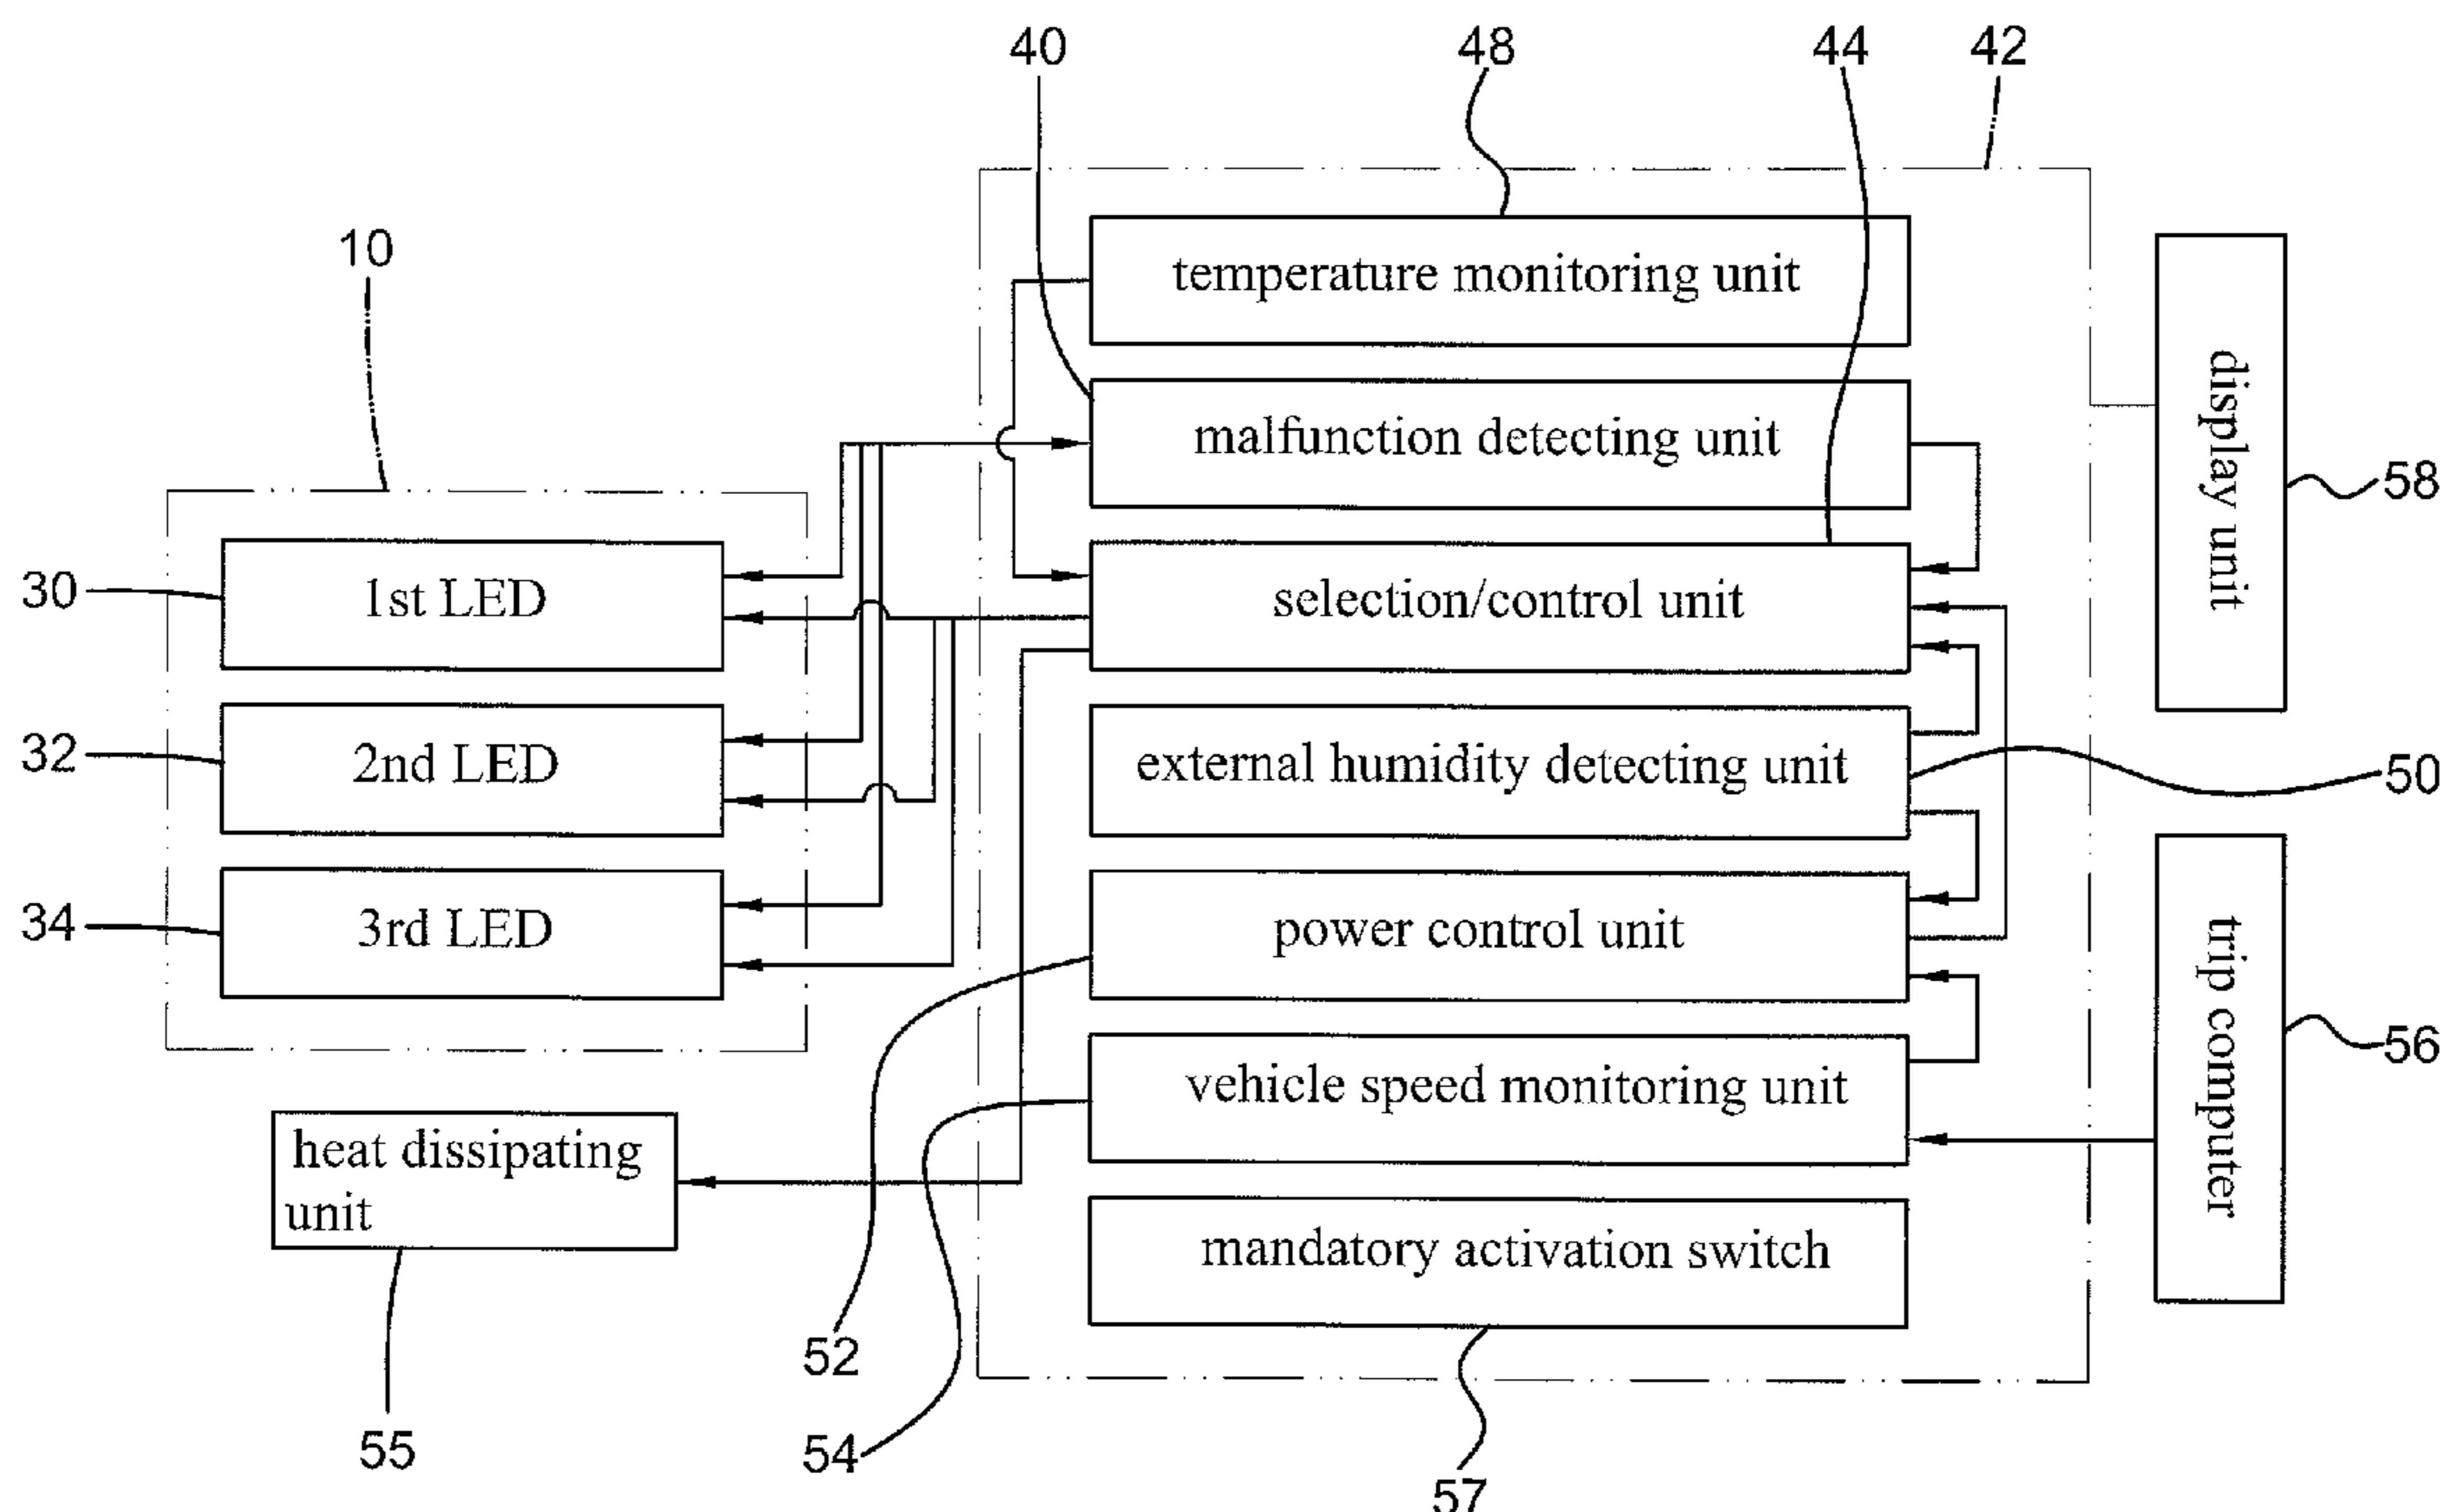 40
48
44
42
10
temperature monitoring unit
malfunction detecting unit
display unit
58
30
1st LED
selection/control unit
32
2nd LED
external humidity detecting unit
50
34
3rd LED
power control unit
trip computer
56
vehicle speed monitoring unit
heat dissipating
unit
mandatory activation switch
52
55
54
57